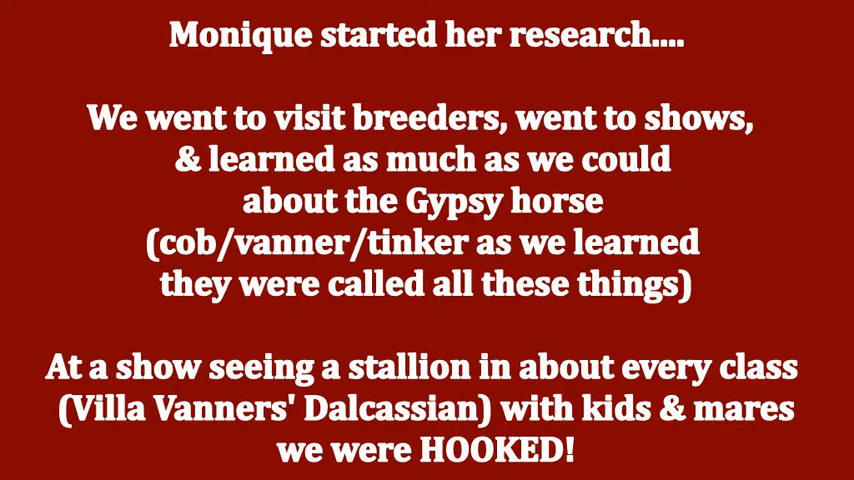 Monique started her research....
We went to visit breeders, went to shows,
& learned as much as we could
about the Gypsy horse
(cob/vanner/tinker as we learned
they were called all these things)
At a show seeing a stallion in about every class
(Villa Vanners' Dalcassian) with kids & mares
we were HOOKED!